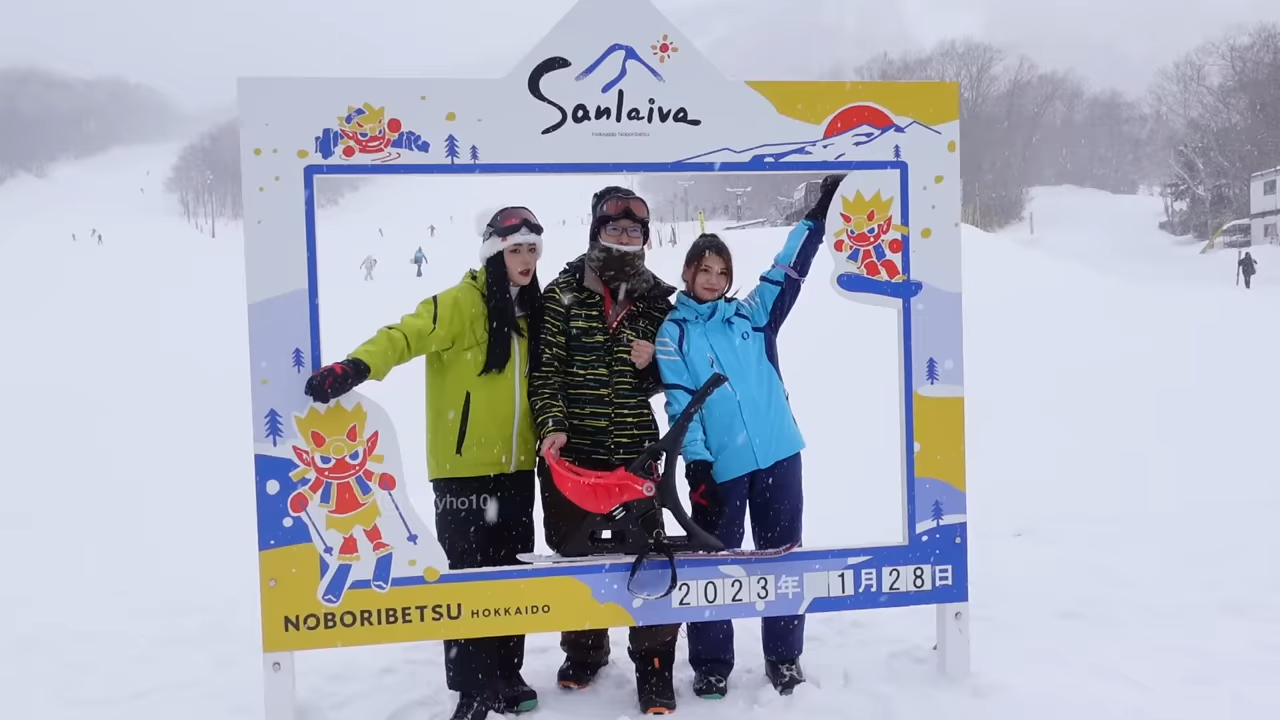 Sanlaiva
Hokkaido Noboribetsu
yho10
2023年 1月28日
NOBORIBETSU HOKKAIDO